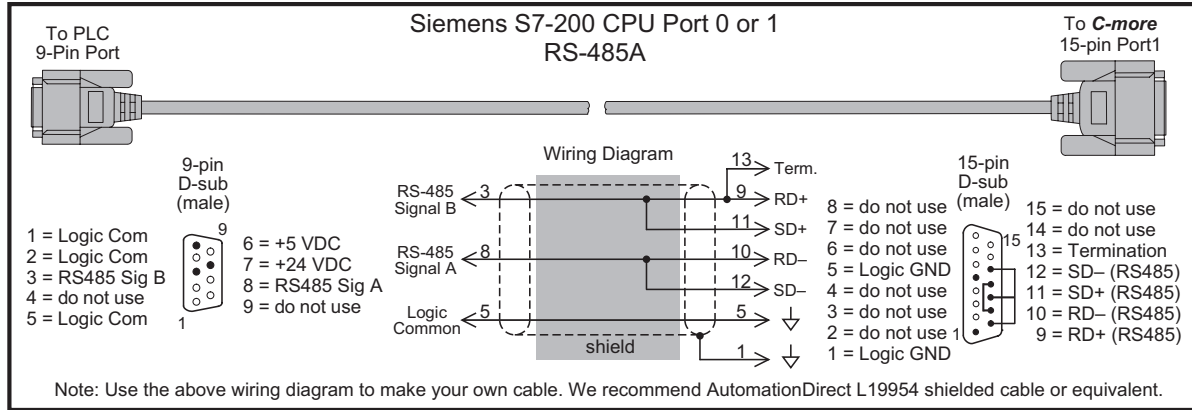 Siemens S7-200 CPU Port 0 or 1
RS-485A
To PLC
9-Pin Port
To C-more
15-pin Port1
9-pin
D-sub
(male)
1 = Logic Com
2 = Logic Com
3 = RS485 Sig B
4 = do not use
5 = Logic Com
9
1
6 = +5 VDC
7 = +24 VDC
8 = RS485 Sig A
9 = do not use
Wiring Diagram
RS-485
Signal B
3
13
Term.
9
RD+
11
SD+
RS-485
Signal A
8
10
RD–
12
SD–
Logic
Common
5
5
shield
1
15-pin
D-sub
(male)
8 = do not use
7 = do not use
6 = do not use
5 = Logic GND
4 = do not use
3 = do not use
2 = do not use
1 = Logic GND
15
1
15 = do not use
14 = do not use
13 = Termination
12 = SD– (RS485)
11 = SD+ (RS485)
10 = RD– (RS485)
9 = RD+ (RS485)
Note: Use the above wiring diagram to make your own cable. We recommend AutomationDirect L19954 shielded cable or equivalent.